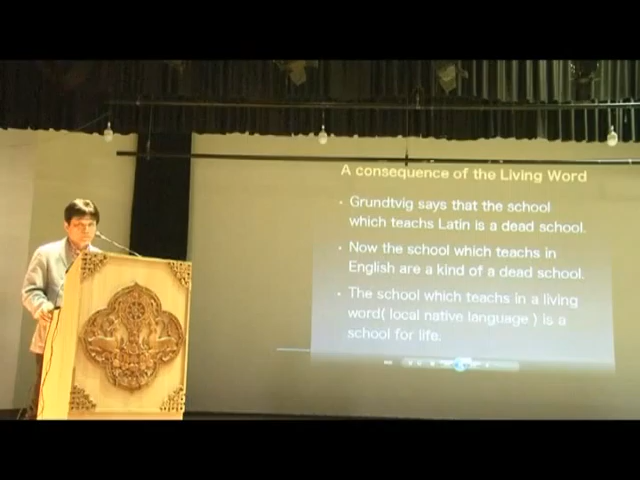 A consequence of the Living Word
· Grundtvig says that the school
which teachs Latin is a dead school.
· Now the school which teachs in
English are a kind of a dead school.
· The school which teachs in a living
word( local native language ) is a
school for life.